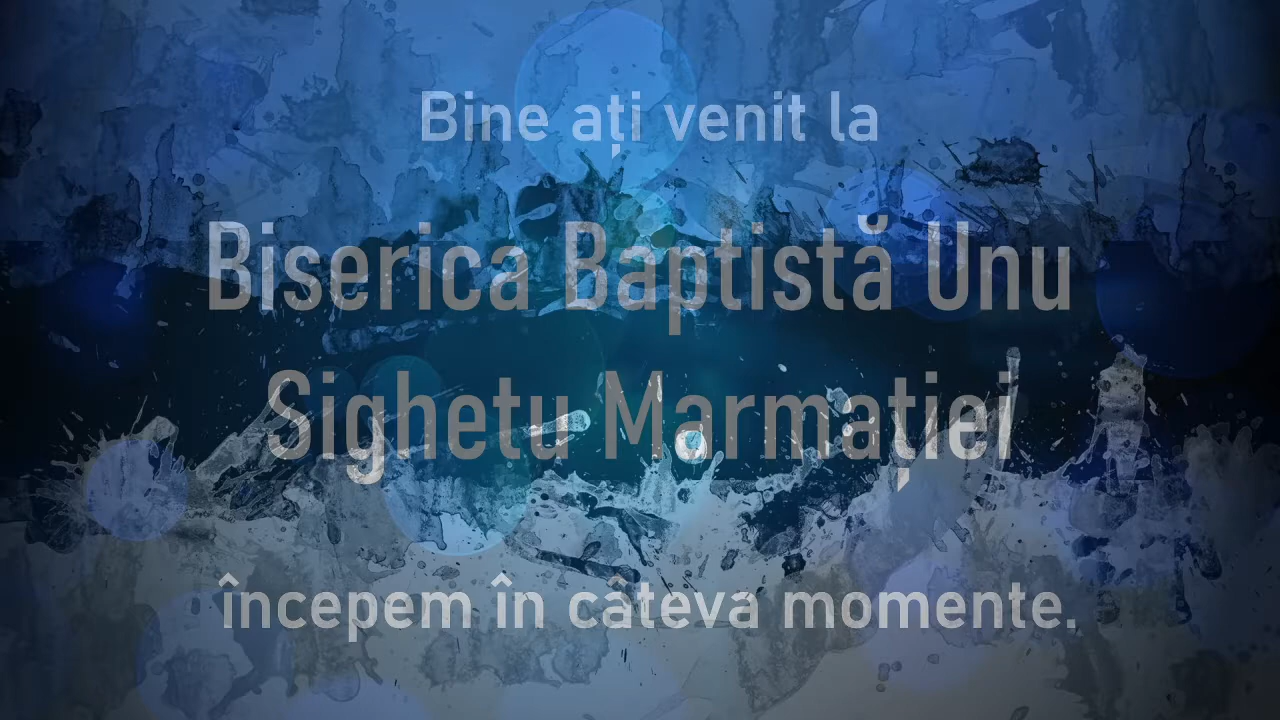 Bine ați venit la
Biserica Baptistă Unu
Sighetu Marmației
începem în câteva momente.